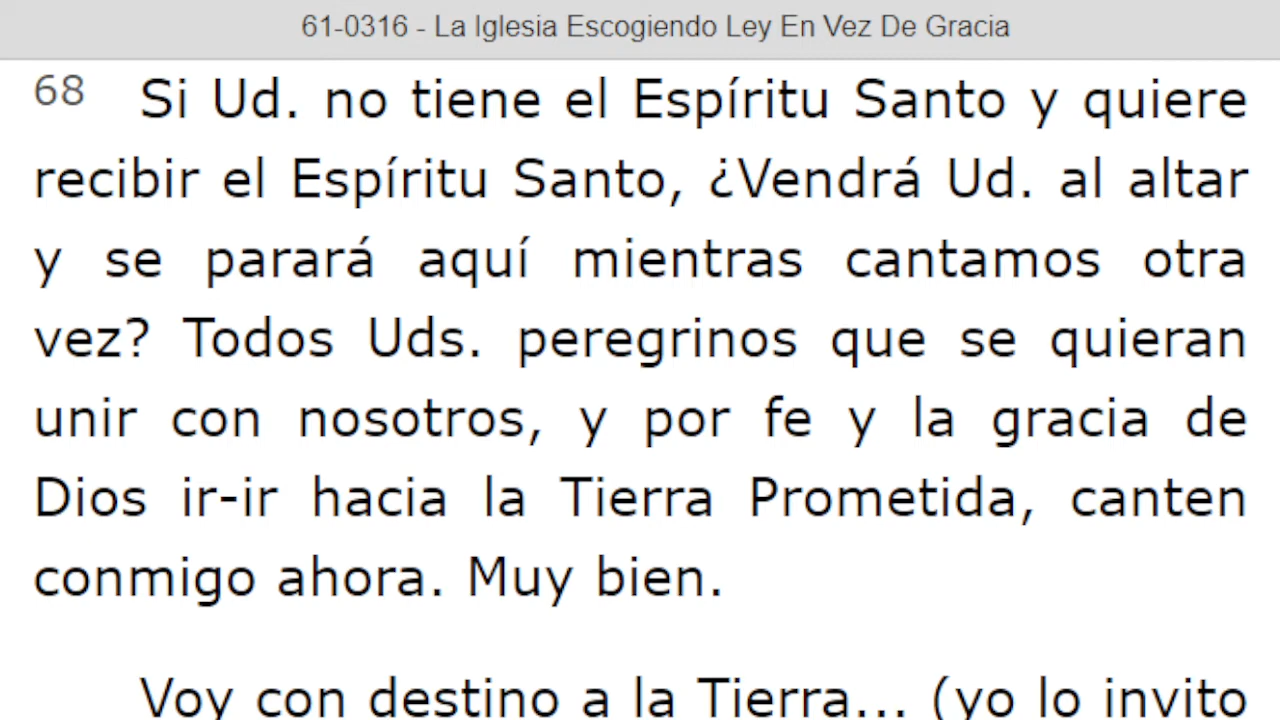 61-0316 - La Iglesia Escogiendo Ley En Vez De Gracia
68 Si Ud. no tiene el Espíritu Santo y quiere
recibir el Espíritu Santo, ¿Vendrá Ud. al altar
y se parará aquí mientras cantamos otra
vez? Todos Uds. peregrinos que se quieran
unir con nosotros, y por fe y la gracia de
Dios ir-ir hacia la Tierra Prometida, canten
conmigo ahora. Muy bien.
Voy con destino a la Tierra... (yo lo invito